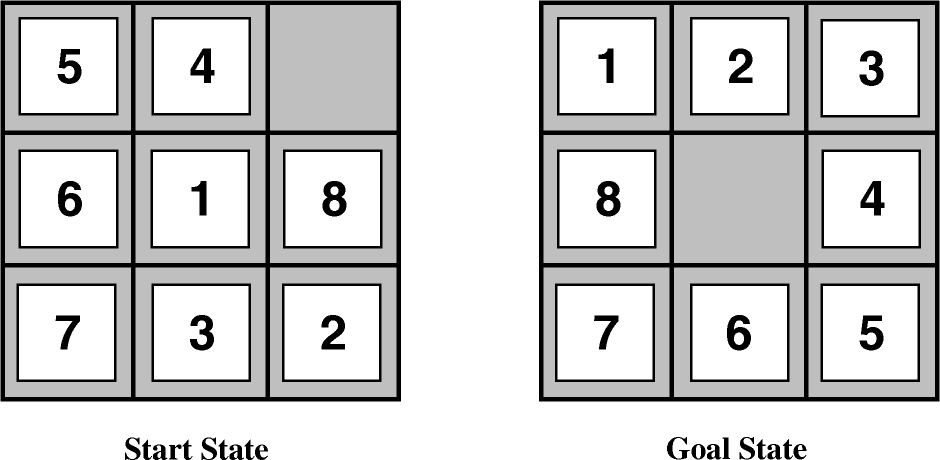 5 4
6 1 8
7 3 2
Start State
1 2 3
8 4
7 6 5
Goal State